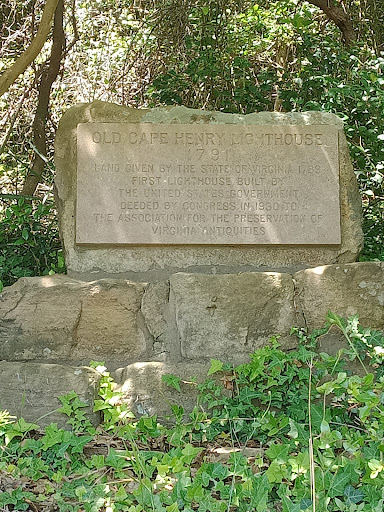 OLD CAPE HENRY LIGHTHOUSE
1791
LAND GIVEN BY THE STATE OF VIRGINIA 1789
FIRST LIGHTHOUSE BUILT BY
THE UNITED STATES GOVERNMENT
DEEDED BY CONGRESS IN 1930 TO
THE ASSOCIATION FOR THE PRESERVATION OF
VIRGINIA ANTIQUITIES